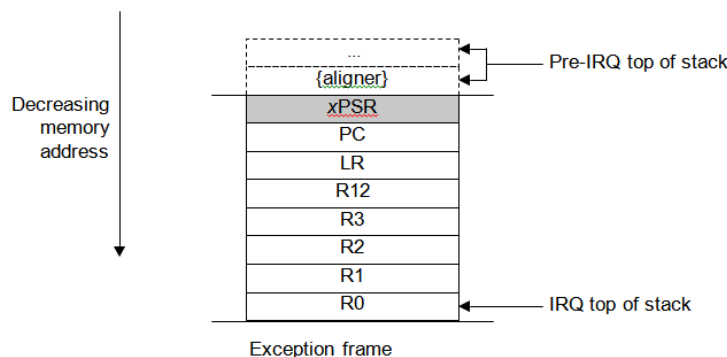 ...
Pre-IRQ top of stack
{aligner}
Decreasing
memory
address
xPSR
PC
LR
R12
R3
R2
R1
R0
IRQ top of stack
Exception frame